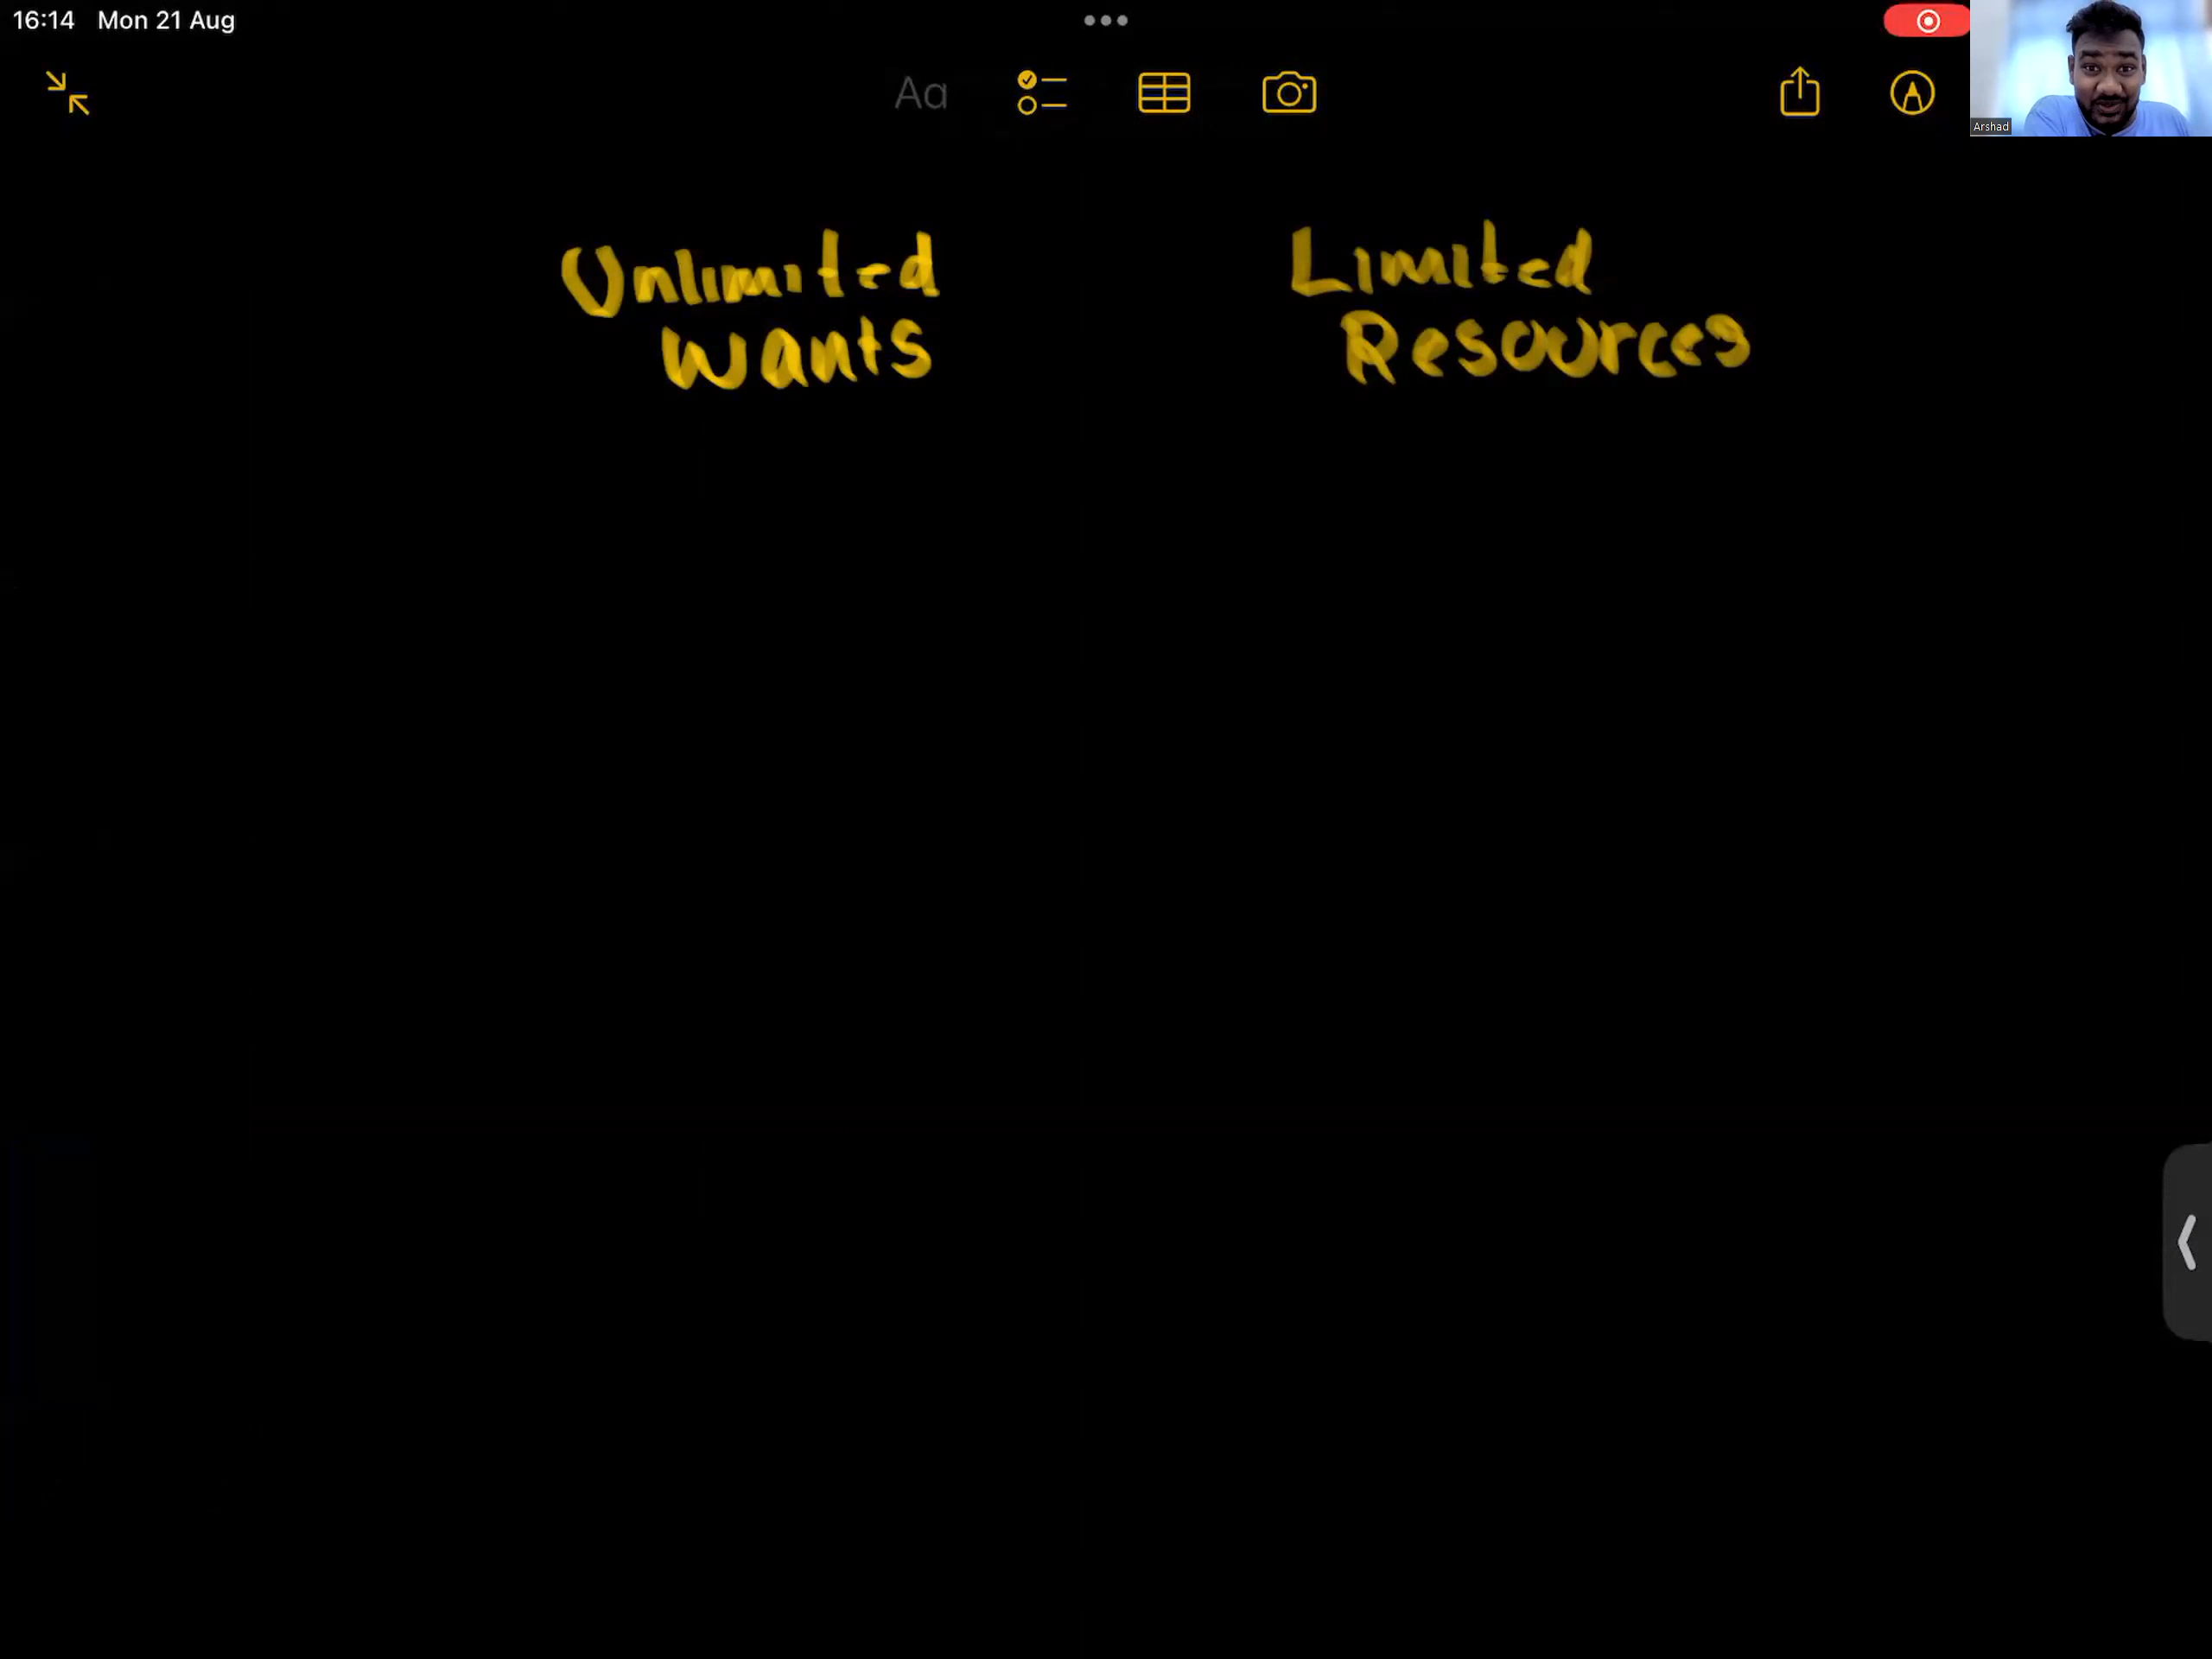 16:14 Mon 21 Aug
Aa
Arshad
Unlimited
Wants
Limited
Resources